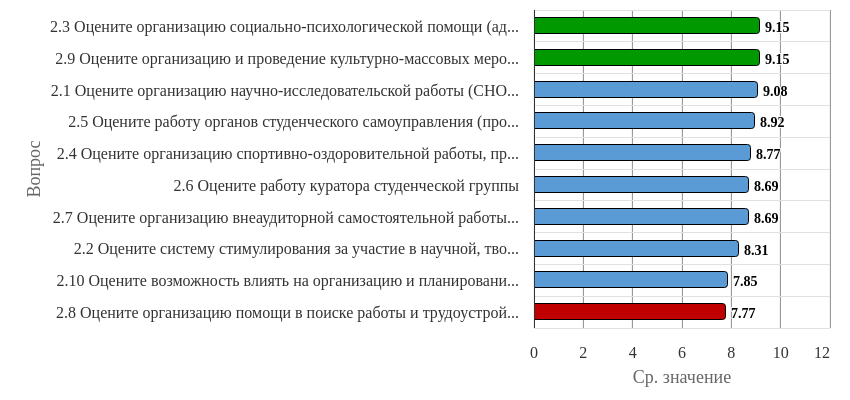 2.3 Оцените организацию социально-психологической помощи (ад... 9.15
2.9 Оцените организацию и проведение культурно-массовых меро... 9.15
2.1 Оцените организацию научно-исследовательской работы (СНО... 9.08
2.5 Оцените работу органов студенческого самоуправления (про... 8.92
2.4 Оцените организацию спортивно-оздоровительной работы, пр... 8.77
2.6 Оцените работу куратора студенческой группы 8.69
2.7 Оцените организацию внеаудиторной самостоятельной работы... 8.69
2.2 Оцените систему стимулирования за участие в научной, тво... 8.31
2.10 Оцените возможность влиять на организацию и планировани... 7.85
2.8 Оцените организацию помощи в поиске работы и трудоустрой... 7.77
Вопрос
0 2 4 6 8 10 12
Ср. значение